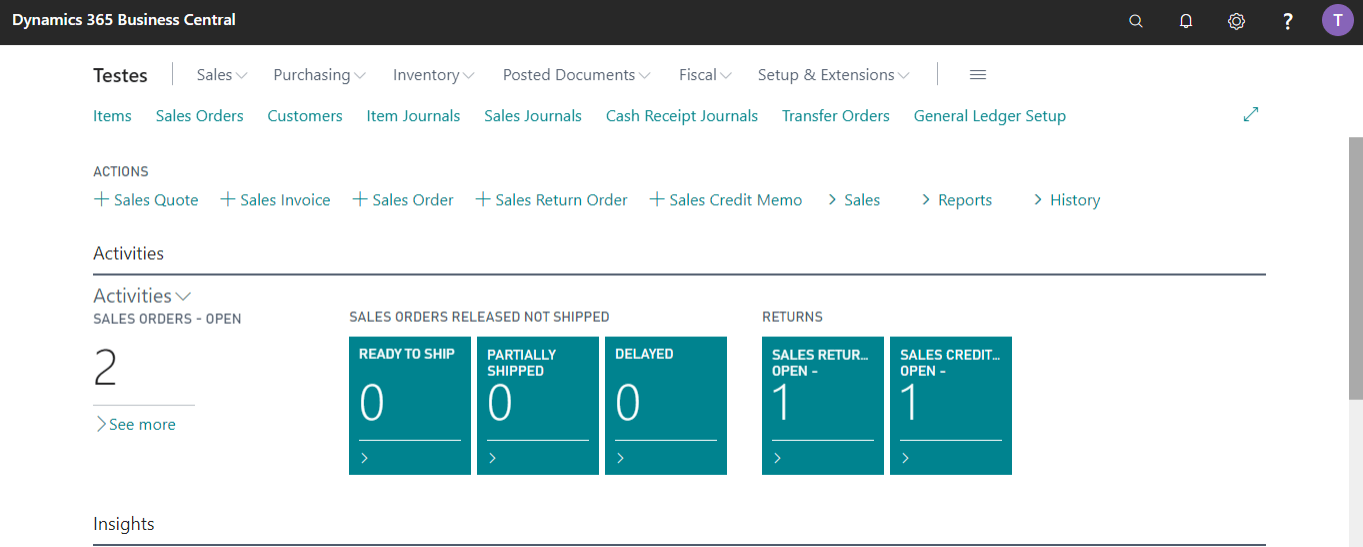 Dynamics 365 Business Central
? T
Testes Sales Purchasing Inventory Posted Documents Fiscal Setup & Extensions
Items Sales Orders Customers Item Journals Sales Journals Cash Receipt Journals Transfer Orders General Ledger Setup
ACTIONS
+ Sales Quote + Sales Invoice + Sales Order + Sales Return Order + Sales Credit Memo > Sales > Reports > History
Activities
Activities
SALES ORDERS - OPEN
2
>See more
SALES ORDERS RELEASED NOT SHIPPED
READY TO SHIP
0
>
PARTIALLY
SHIPPED
0
>
DELAYED
0
>
RETURNS
SALES RETUR...
OPEN -
1
>
SALES CREDIT...
OPEN -
1
>
Insights